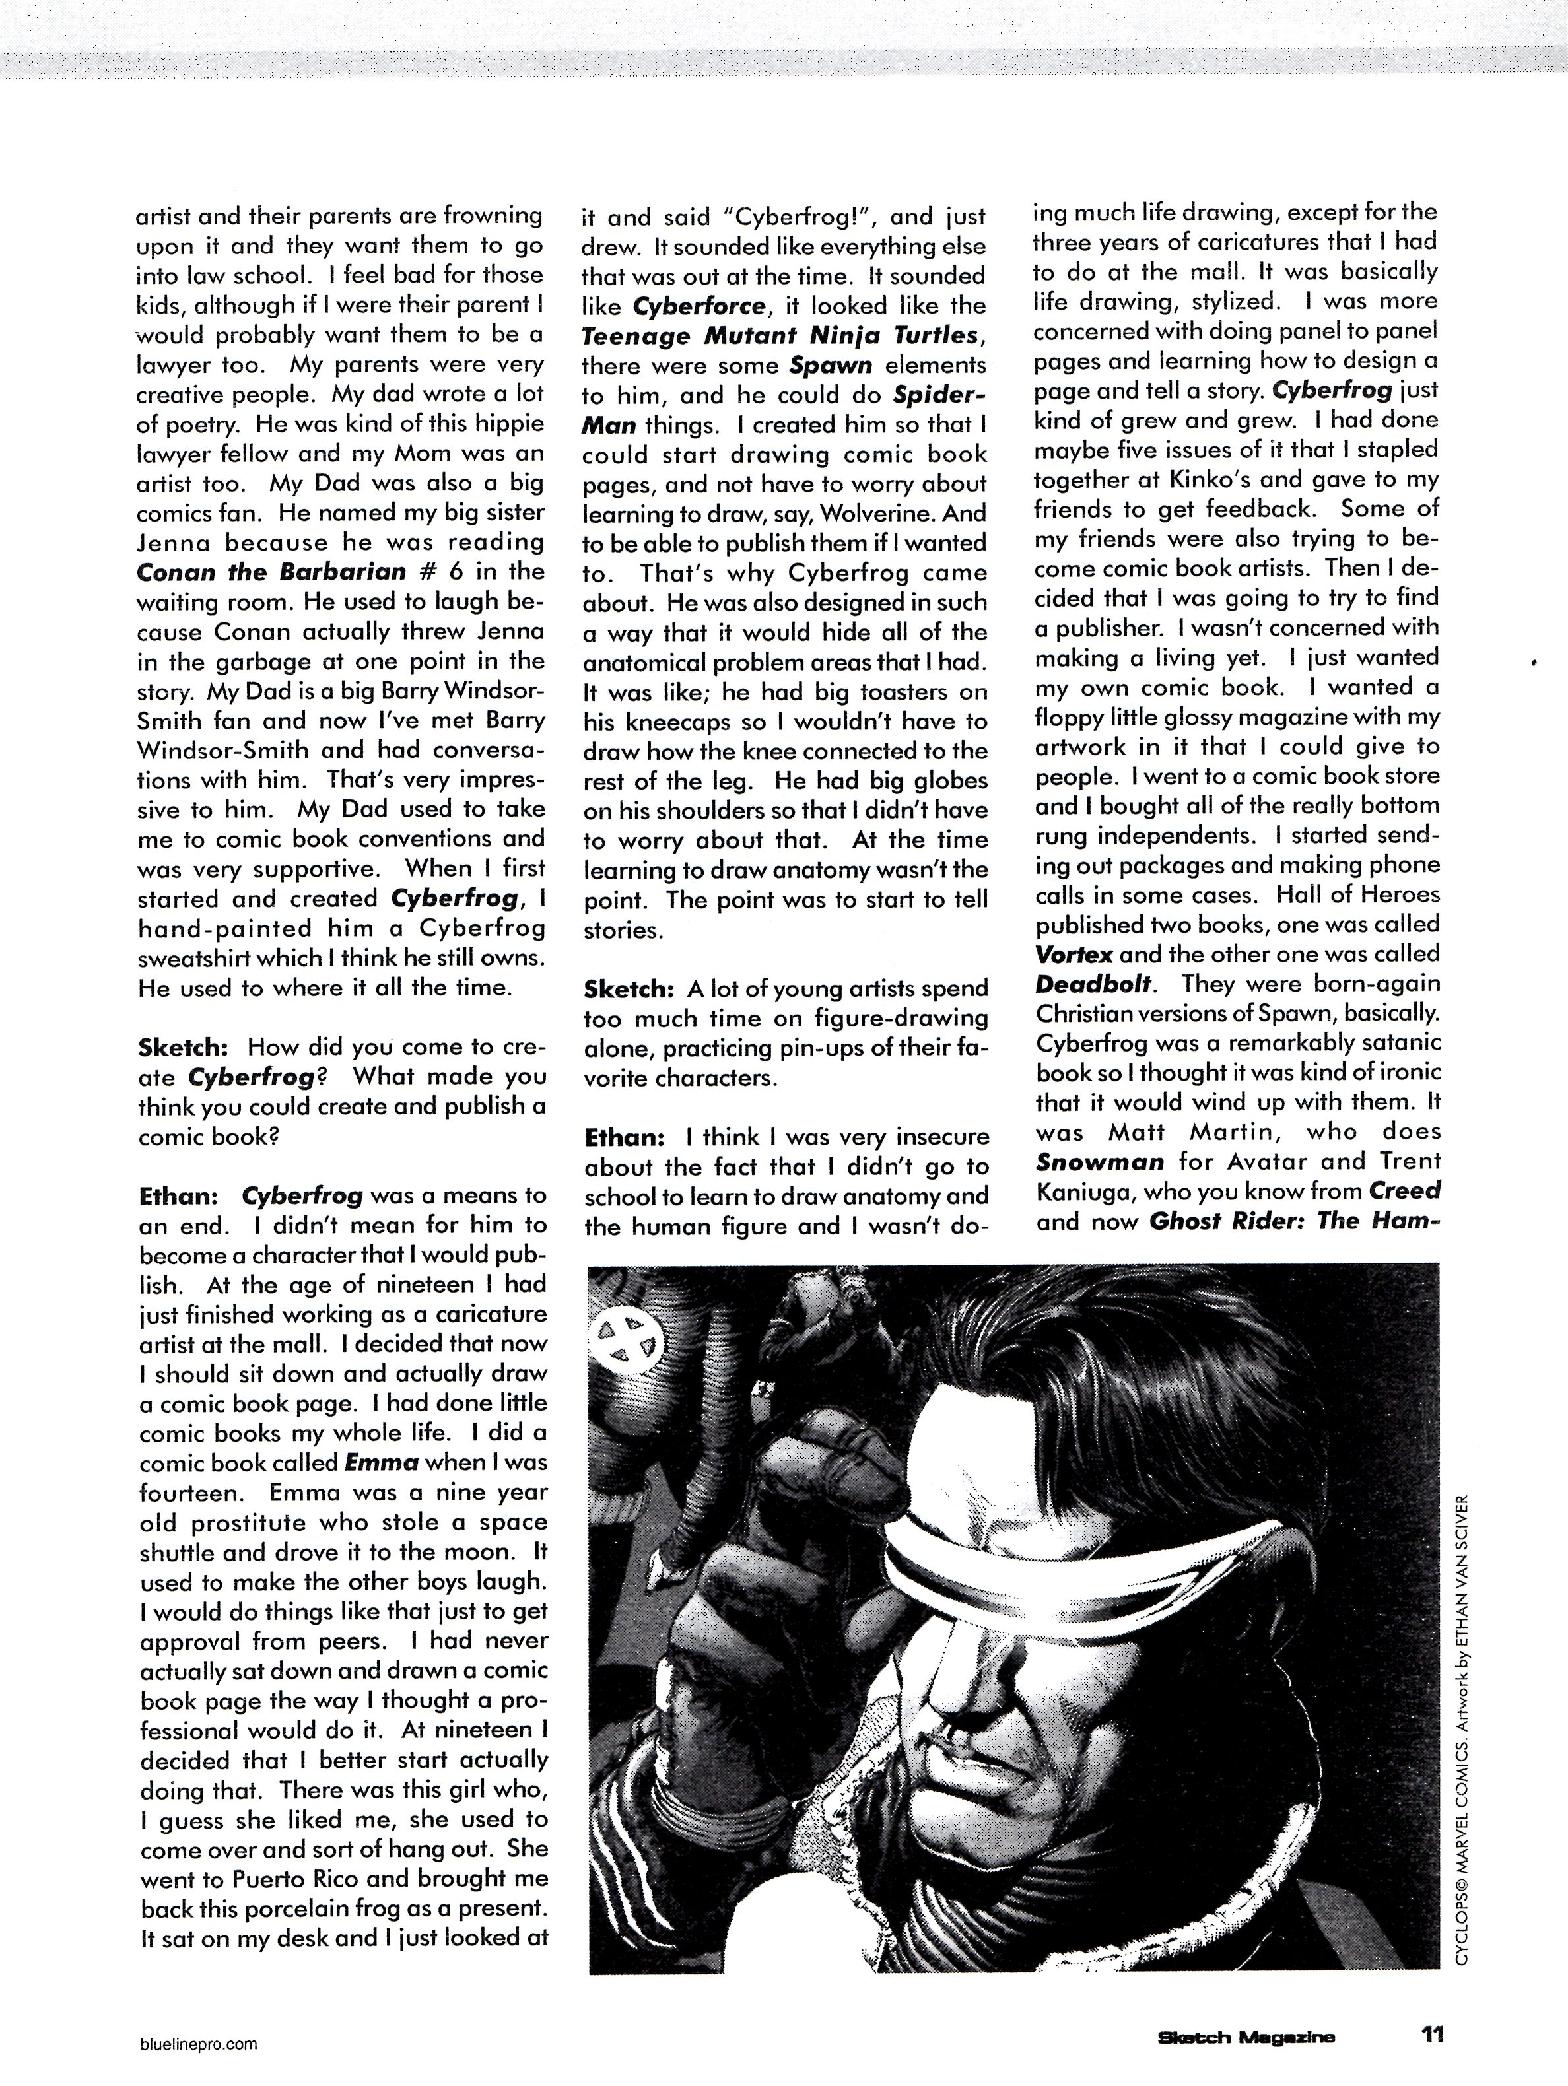 artist and their parents are frowning
upon it and they want them to go
into law school. I feel bad for those
kids, although if I were their parent I
would probably want them to be a
lawyer too. My parents were very
creative people. My dad wrote a lot
of poetry. He was kind of this hippie
lawyer fellow and my Mom was an
artist too. My Dad was also a big
comics fan. He named my big sister
Jenna because he was reading
Conan the Barbarian # 6 in the
waiting room. He used to laugh be-
cause Conan actually threw Jenna
in the garbage at one point in the
story. My Dad is a big Barry Windsor-
Smith fan and now I've met Barry
Windsor-Smith and had conversa-
tions with him. That's very impres-
sive to him. My Dad used to take
me to comic book conventions and
was very supportive. When I first
started and created Cyberfrog, I
hand-painted him a Cyberfrog
sweatshirt which I think he still owns.
He used to where it all the time.
Sketch: How did you come to cre-
ate Cyberfrog? What made you
think you could create and publish a
comic book?
Ethan: Cyberfrog was a means to
an end. I didn't mean for him to
become a character that I would pub-
lish. At the age of nineteen I had
just finished working as a caricature
artist at the mall. I decided that now
I should sit down and actually draw
a comic book page. I had done little
comic books my whole life. I did a
comic book called Emma when I was
fourteen. Emma was a nine year
old prostitute who stole a space
shuttle and drove it to the moon. It
used to make the other boys laugh.
I would do things like that just to get
approval from peers. I had never
actually sat down and drawn a comic
book page the way I thought a pro-
fessional would do it. At nineteen I
decided that I better start actually
doing that. There was this girl who,
I guess she liked me, she used to
come over and sort of hang out. She
went to Puerto Rico and brought me
back this porcelain frog as a present.
It sat on my desk and I just looked at
it and said "Cyberfrog!", and just
drew. It sounded like everything else
that was out at the time. It sounded
like Cyberforce, it looked like the
Teenage Mutant Ninja Turtles,
there were some Spawn elements
to him, and he could do Spider-
Man things. I created him so that I
could start drawing comic book
pages, and not have to worry about
learning to draw, say, Wolverine. And
to be able to publish them if I wanted
to. That's why Cyberfrog came
about. He was also designed in such
a way that it would hide all of the
anatomical problem areas that I had.
It was like; he had big toasters on
his kneecaps so I wouldn't have to
draw how the knee connected to the
rest of the leg. He had big globes
on his shoulders so that I didn't have
to worry about that. At the time
learning to draw anatomy wasn't the
point. The point was to start to tell
stories.
Sketch: A lot of young artists spend
too much time on figure-drawing
alone, practicing pin-ups of their fa-
vorite characters.
Ethan: I think I was very insecure
about the fact that I didn't go to
school to learn to draw anatomy and
the human figure and I wasn't do-
ing much life drawing, except for the
three years of caricatures that I had
to do at the mall. It was basically
life drawing, stylized. I was more
concerned with doing panel to panel
pages and learning how to design a
page and tell a story. Cyberfrog just
kind of grew and grew. I had done
maybe five issues of it that I stapled
together at Kinko's and gave to my
friends to get feedback. Some of
my friends were also trying to be-
come comic book artists. Then I de-
cided that I was going to try to find
a publisher. I wasn't concerned with
making a living yet. I just wanted
my own comic book. I wanted a
floppy little glossy magazine with my
artwork in it that I could give to
people. I went to a comic book store
and I bought all of the really bottom
rung independents. I started send-
ing out packages and making phone
calls in some cases. Hall of Heroes
published two books, one was called
Vortex and the other one was called
Deadbolt. They were born-again
Christian versions of Spawn, basically.
Cyberfrog was a remarkably satanic
book so I thought it was kind of ironic
that it would wind up with them. It
was Matt Martin, who does
Snowman for Avatar and Trent
Kaniuga, who you know from Creed
and now Ghost Rider: The Ham-
CYCLOPS© MARVEL COMICS. Artwork by ETHAN VAN SCIVER
bluelinepro.com
Sketch Magazine 11